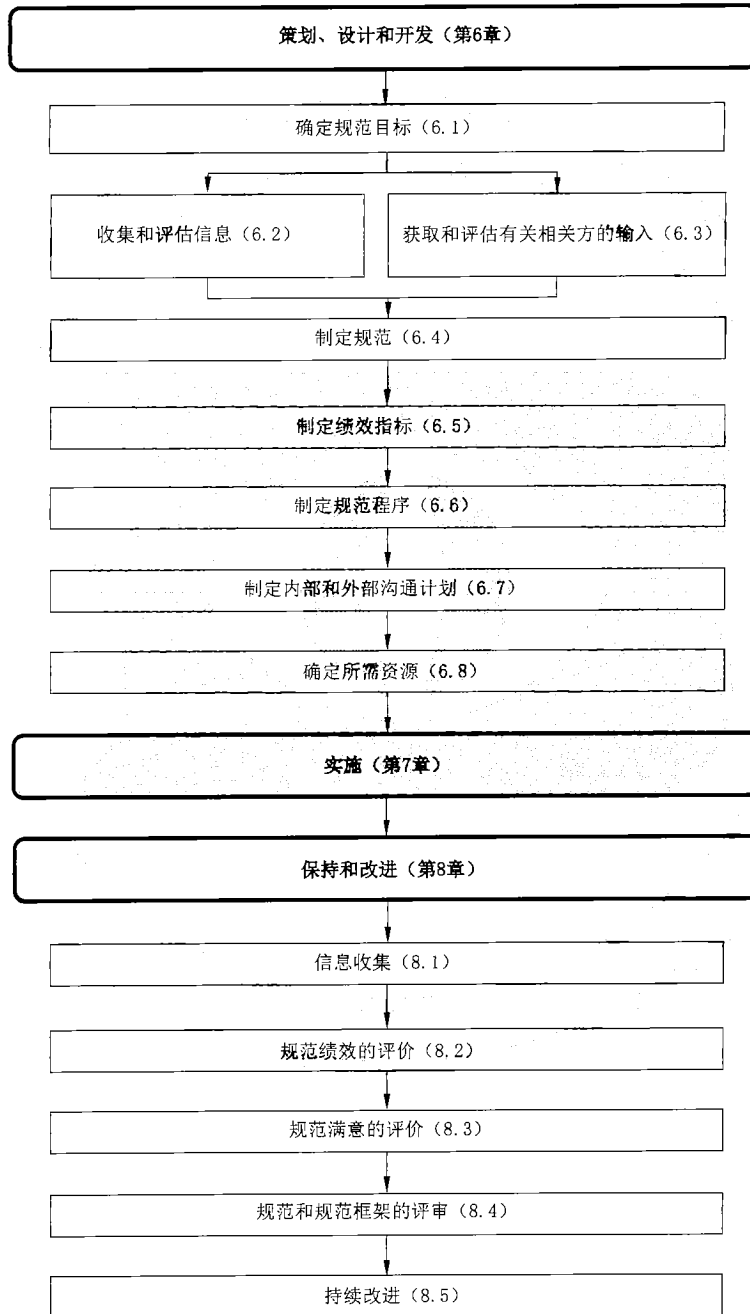 策划、设计和开发（第6章）
确定规范目标（6.1）
收集和评估信息（6.2）
获取和评估有关相关方的输入（6.3）
制定规范（6.4）
制定绩效指标（6.5）
制定规范程序（6.6）
制定内部和外部沟通计划（6.7）
确定所需资源（6.8）
实施（第7章）
保持和改进（第8章）
信息收集（8.1）
规范绩效的评价（8.2）
规范满意的评价（8.3）
规范和规范框架的评审（8.4）
持续改进（8.5）